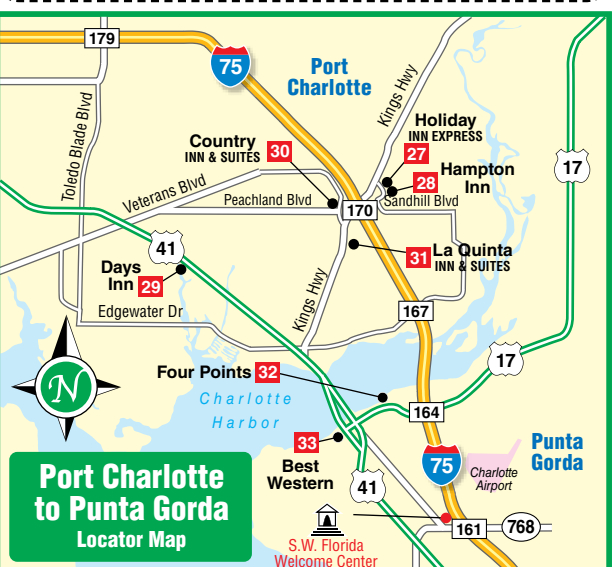 179
75
Port
Charlotte
Kings Hwy
Toledo Blade Blvd
Holiday
INN EXPRESS
27
Country
INN & SUITES 30
28 Hampton
Inn
17
Veterans Blvd
Peachland Blvd
170
Sandhill Blvd
41
31 La Quinta
INN & SUITES
Days
Inn 29
Kings Hwy
Edgewater Dr
167
17
N
Four Points 32
Charlotte
Harbor
164
33
Best
Western
Punta
Gorda
75
Charlotte
Airport
41
Port Charlotte
to Punta Gorda
Locator Map
161
768
S.W. Florida
Welcome Center